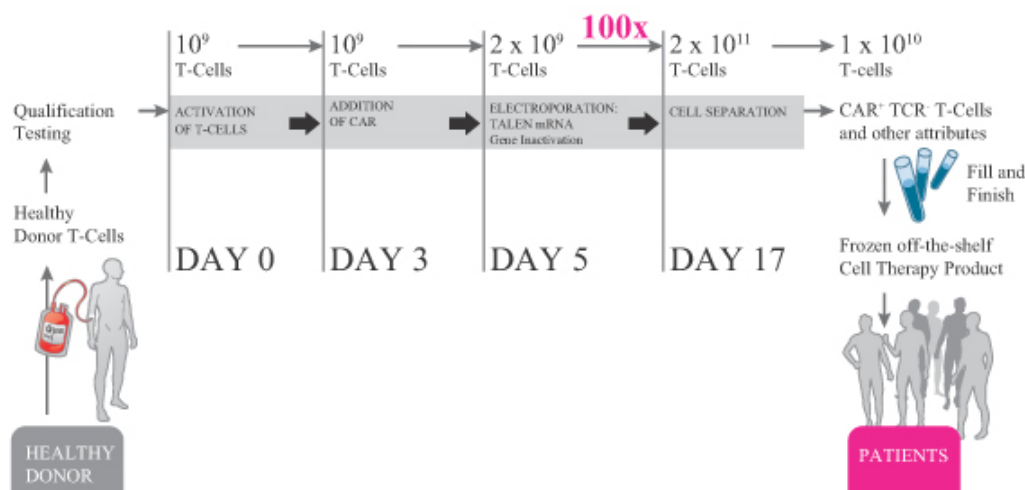 10⁹
T-Cells
10⁹
T-Cells
2 x 10⁹
T-Cells
100x
2 x 10¹¹
T-Cells
1 x 10¹⁰
T-cells
Qualification
Testing
ACTIVATION
OF T-CELLS
ADDITION
OF CAR
ELECTROPORATION:
TALEN mRNA
Gene Inactivation
CELL SEPARATION
CAR⁺ TCR⁻ T-Cells
and other attributes
Fill and
Finish
Healthy
Donor T-Cells
DAY 0
DAY 3
DAY 5
DAY 17
Frozen off-the-shelf
Cell Therapy Product
HEALTHY
DONOR
PATIENTS